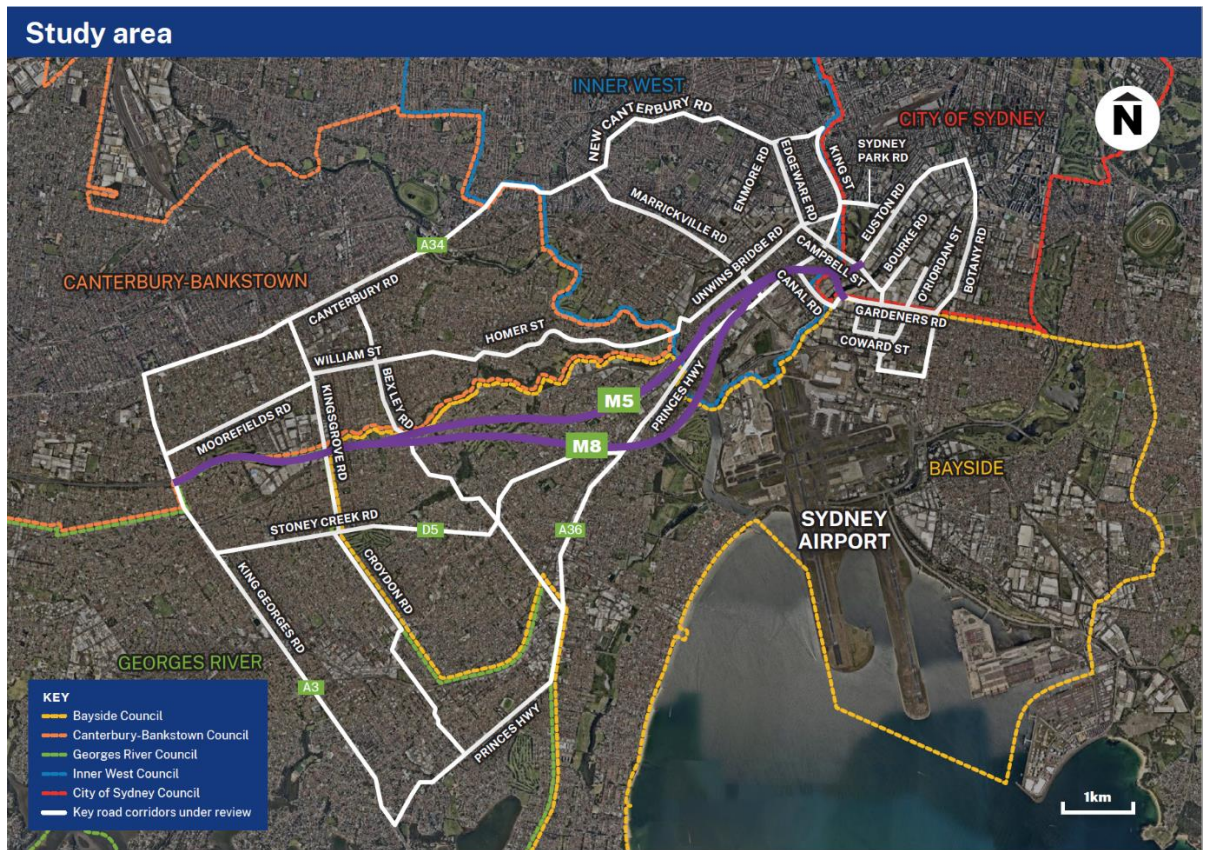 Study area
INNER WEST
NEW CANTERBURY RD
CITY OF SYDNEY
N
SYDNEY
PARK RD
KING ST
EDGEWARE RD
ENMORE RD
MARRICKVILLE RD
EUSTON RD
BOURKE RD
O'RIORDAN ST
BOTANY RD
A34
UNWINS BRIDGE RD
CAMPBELL ST
CANTERBURY-BANKSTOWN
CANTERBURY RD
CANAL RD
GARDENERS RD
HOMER ST
COWARD ST
WILLIAM ST
BEXLEY RD
PRINCES HWY
M5
KINGSGROVE RD
MOOREFIELDS RD
M8
BAYSIDE
STONEY CREEK RD
D5
A36
SYDNEY
AIRPORT
CROYDON RD
KING GEORGES RD
GEORGES RIVER
A3
PRINCES HWY
KEY
Bayside Council
Canterbury-Bankstown Council
Georges River Council
Inner West Council
City of Sydney Council
Key road corridors under review
1km